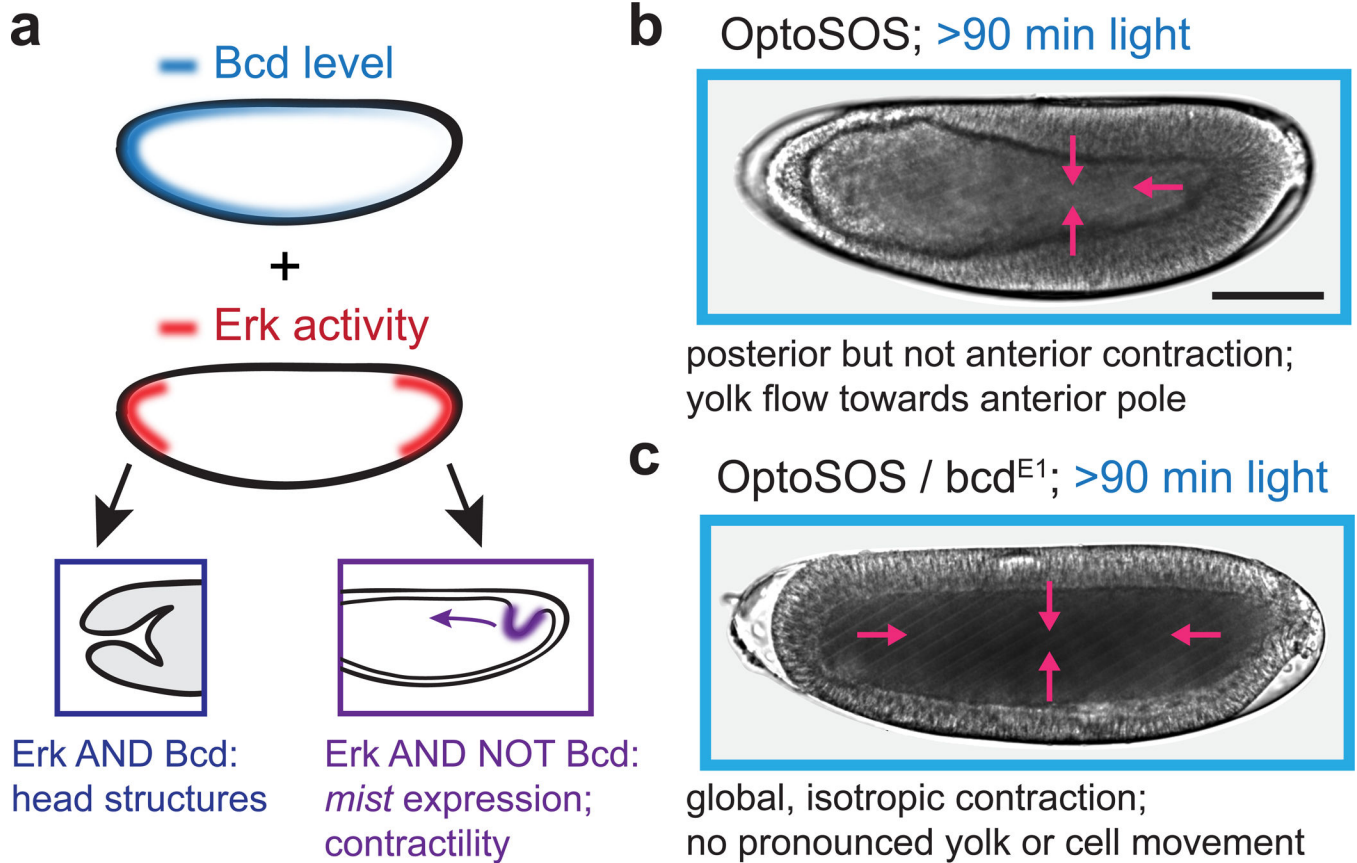 a
Bcd level
+
Erk activity
Erk AND Bcd:
head structures
Erk AND NOT Bcd:
mist expression;
contractility
b
OptoSOS; >90 min light
posterior but not anterior contraction;
yolk flow towards anterior pole
c
OptoSOS / bcdᴱ¹; >90 min light
global, isotropic contraction;
no pronounced yolk or cell movement